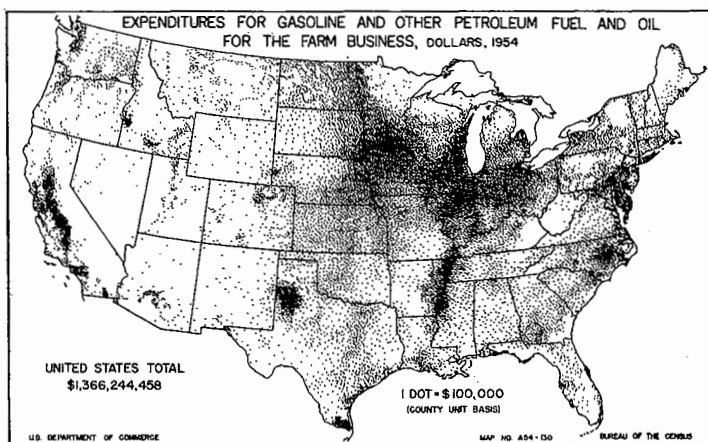 EXPENDITURES FOR GASOLINE AND OTHER PETROLEUM FUEL AND OIL
FOR THE FARM BUSINESS, DOLLARS, 1954
UNITED STATES TOTAL
$1,366,244,458
1 DOT = $100,000
(COUNTY UNIT BASIS)
U.S. DEPARTMENT OF COMMERCE
MAP NO. A54-130
BUREAU OF THE CENSUS